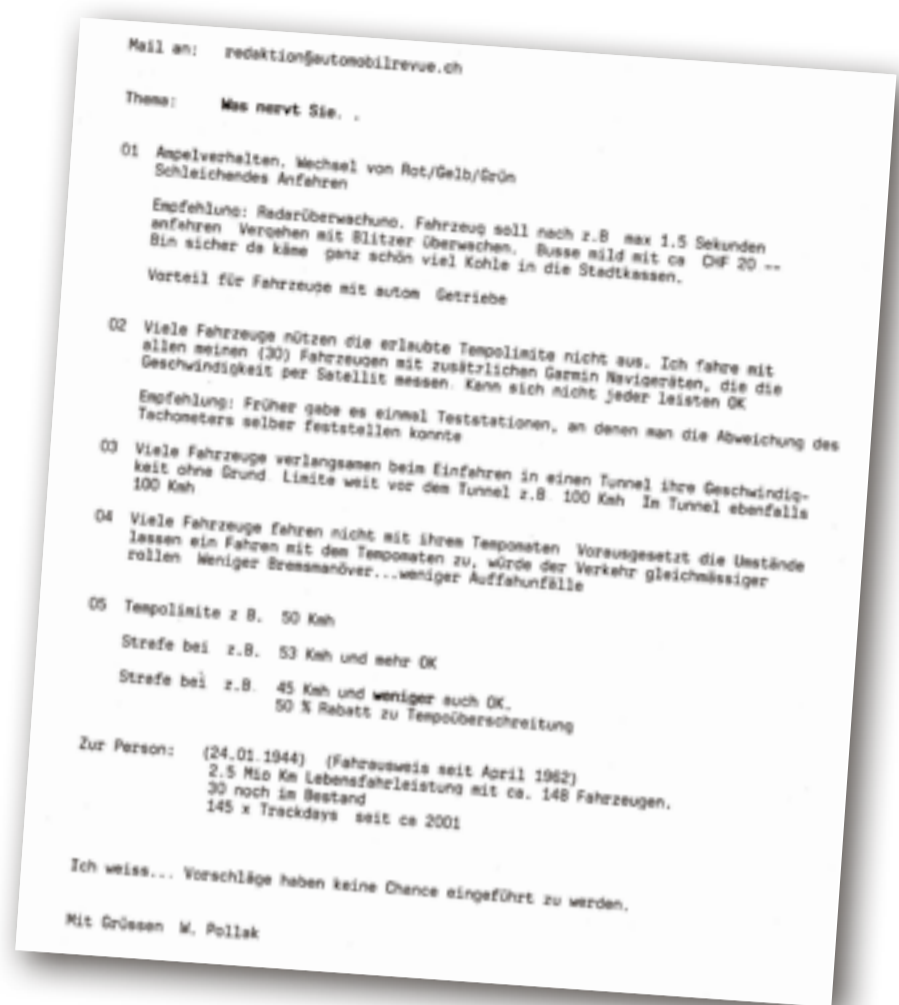 Mail an: redaktion@automobilrevue.ch
Thema: Was nervt Sie. .
01 Ampelverhalten, Wechsel von Rot/Gelb/Grün
Schleichendes Anfahren
Empfehlung: Radarüberwachung. Fahrzeug soll nach z.B max 1.5 Sekunden
anfahren Vergehen mit Blitzer überwachen. Busse mild mit ca CHF 20 --
Bin sicher da käme ganz schön viel Kohle in die Stadtkassen.
Vorteil für Fahrzeuge mit autom Getriebe
02 Viele Fahrzeuge nützen die erlaubte Tempolimite nicht aus. Ich fahre mit
allen meinen (30) Fahrzeugen mit zusätzlichen Garmin Navigeräten, die die
Geschwindigkeit per Satellit messen. Kann sich nicht jeder leisten OK
Empfehlung: Früher gabe es einmal Teststationen, an denen man die Abweichung des
Tachometers selber feststellen konnte
03 Viele Fahrzeuge verlangsamen beim Einfahren in einen Tunnel ihre Geschwindig-
keit ohne Grund. Limite weit vor dem Tunnel z.B. 100 Kmh Im Tunnel ebenfalls
100 Kmh
04 Viele Fahrzeuge fahren nicht mit ihrem Tempomaten Vorausgesetzt die Umstände
lassen ein Fahren mit dem Tempomaten zu, würde der Verkehr gleichmässiger
rollen Weniger Bremsmanöver...weniger Auffahunfälle
05 Tempolimite z B. 50 Kmh
Strafe bei z.B. 53 Kmh und mehr OK
Strafe bei z.B. 45 Kmh und weniger auch OK.
50 % Rabatt zu Tempoüberschreitung
Zur Person: (24.01.1944) (Fahrausweis seit April 1962)
2.5 Mio Km Lebensfahrleistung mit ca. 148 Fahrzeugen.
30 noch im Bestand
145 x Trackdays seit ca 2001
Ich weiss... Vorschläge haben keine Chance eingeführt zu werden.
Mit Grüssen W. Pollak